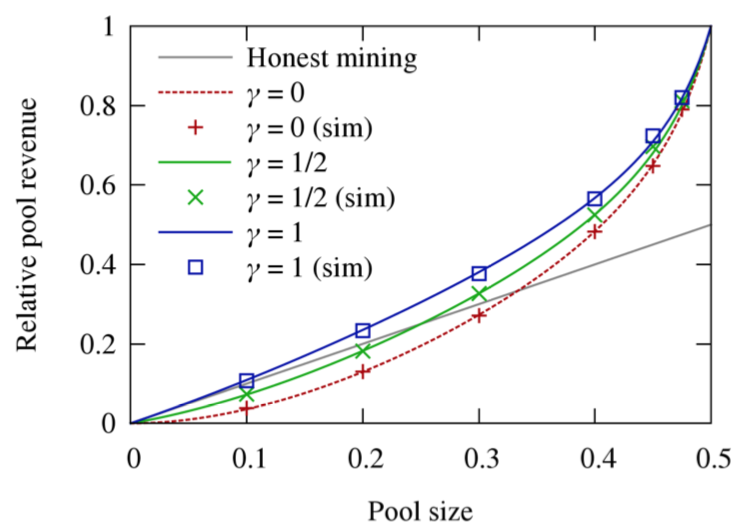 1
0.8
0.6
0.4
0.2
0
Relative pool revenue
Honest mining
γ = 0
γ = 0 (sim)
γ = 1/2
γ = 1/2 (sim)
γ = 1
γ = 1 (sim)
0 0.1 0.2 0.3 0.4 0.5
Pool size